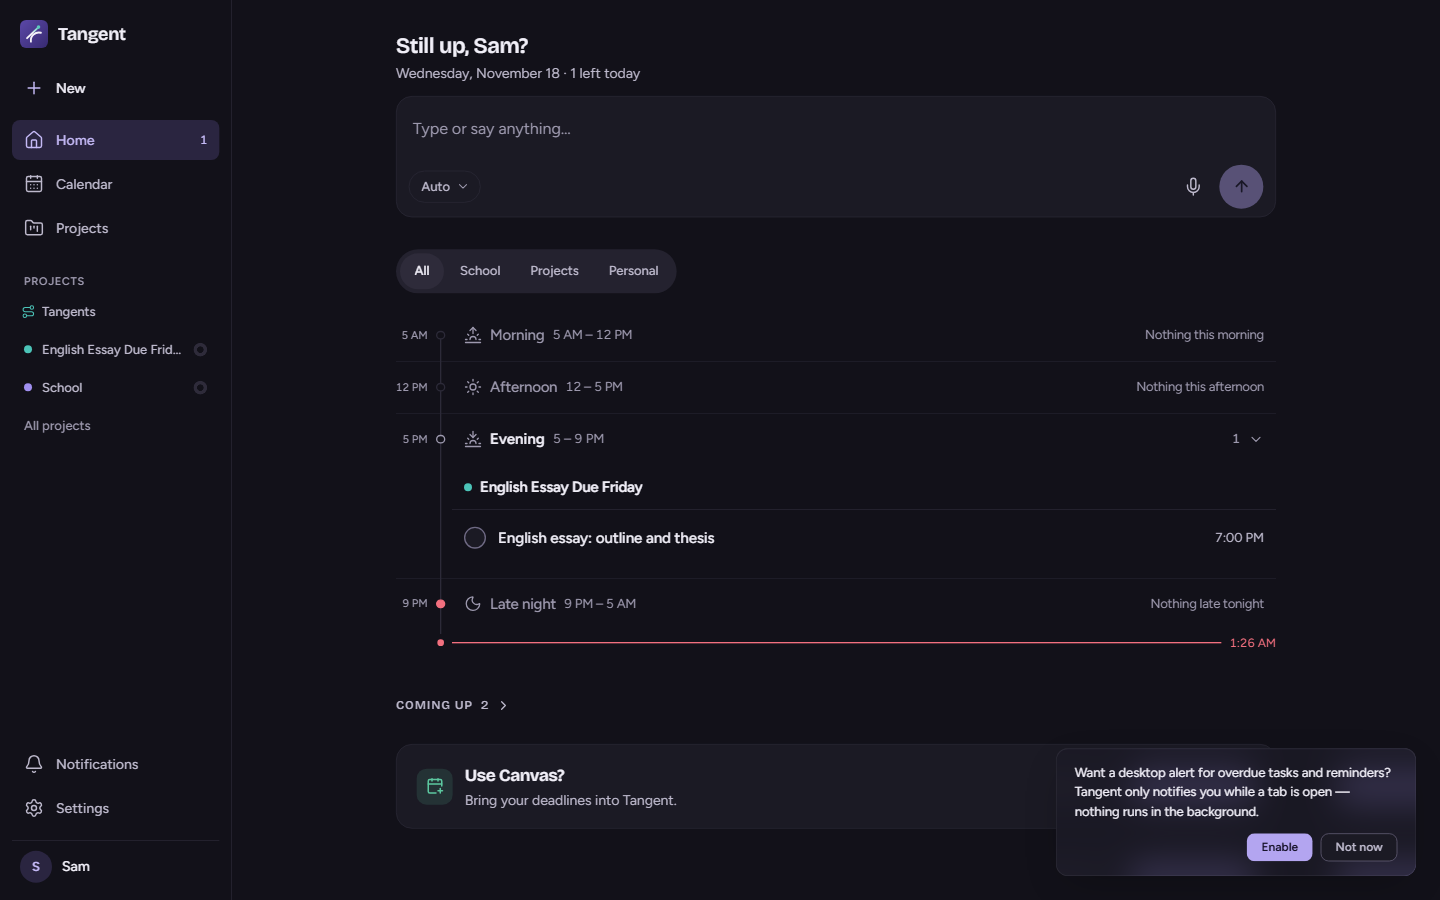 Tangent
New
Home 1
Calendar
Projects
PROJECTS
Tangents
English Essay Due Frid...
School
All projects
Notifications
Settings
S Sam
Still up, Sam?
Wednesday, November 18 · 1 left today
Type or say anything...
Auto
All School Projects Personal
5 AM Morning 5 AM – 12 PM Nothing this morning
12 PM Afternoon 12 – 5 PM Nothing this afternoon
5 PM Evening 5 – 9 PM 1
English Essay Due Friday
English essay: outline and thesis 7:00 PM
9 PM Late night 9 PM – 5 AM Nothing late tonight
1:26 AM
COMING UP 2
Use Canvas?
Bring your deadlines into Tangent.
Want a desktop alert for overdue tasks and reminders?
Tangent only notifies you while a tab is open —
nothing runs in the background.
Enable Not now